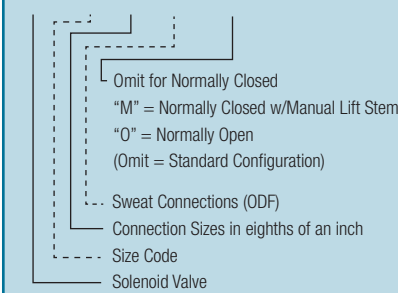 Omit for Normally Closed
“M” = Normally Closed w/Manual Lift Stem
“O” = Normally Open
(Omit = Standard Configuration)
Sweat Connections (ODF)
Connection Sizes in eighths of an inch
Size Code
Solenoid Valve